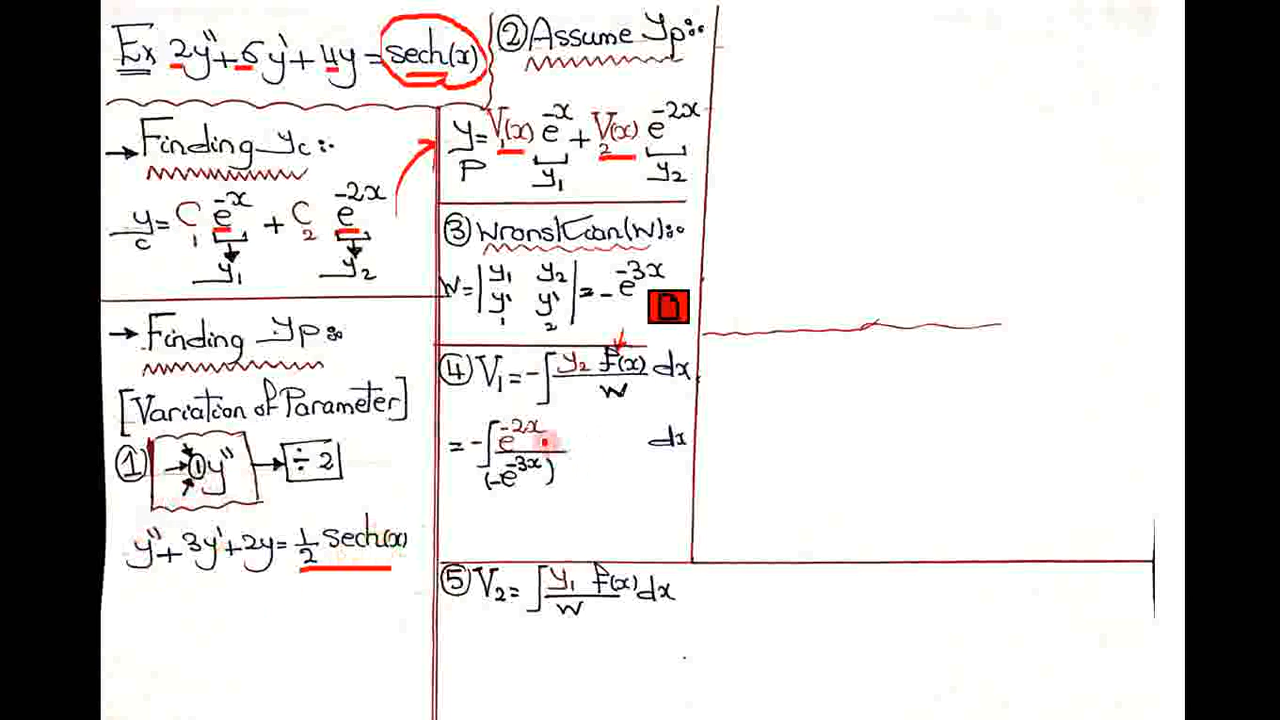 Ex 2y"+6y'+4y=sech(x)
→Finding yc:-
yc=C1 e^-x + C2 e^-2x
y1 y2
→Finding yp:-
[Variation of Parameter]
① 1y" → ÷2
y"+3y'+2y=1/2 sech(x)
② Assume yp:-
yp=V1(x) e^-x + V2(x) e^-2x
y1 y2
③ Wronskian(W):-
W=|y1 y2|
|y'1 y'2| = -e^-3x
④ V1=-∫ y2 f(x)/W dx
=-∫ e^-2x/(-e^-3x) dx
⑤ V2=∫ y1 f(x)/W dx